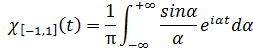 χ[-1,1](t) = 1/π ∫_{-∞}^{+∞} sinα/α e^{iαt} dα